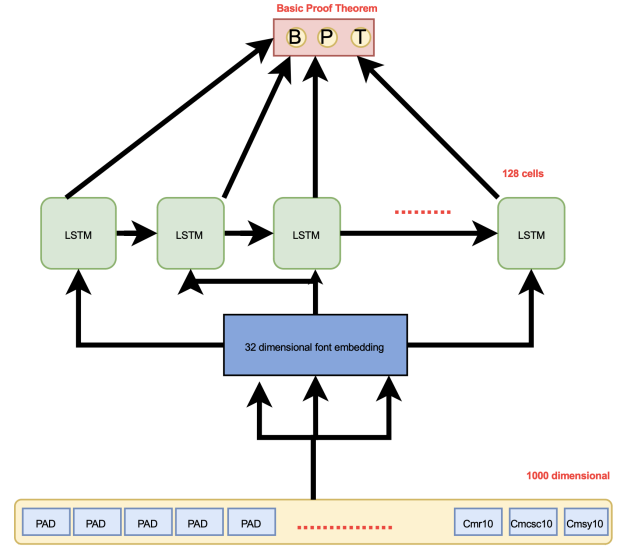 Basic Proof Theorem
B P T
128 cells
LSTM LSTM LSTM LSTM
32 dimensional font embedding
1000 dimensional
PAD PAD PAD PAD PAD Cmr10 Cmcsc10 Cmsy10